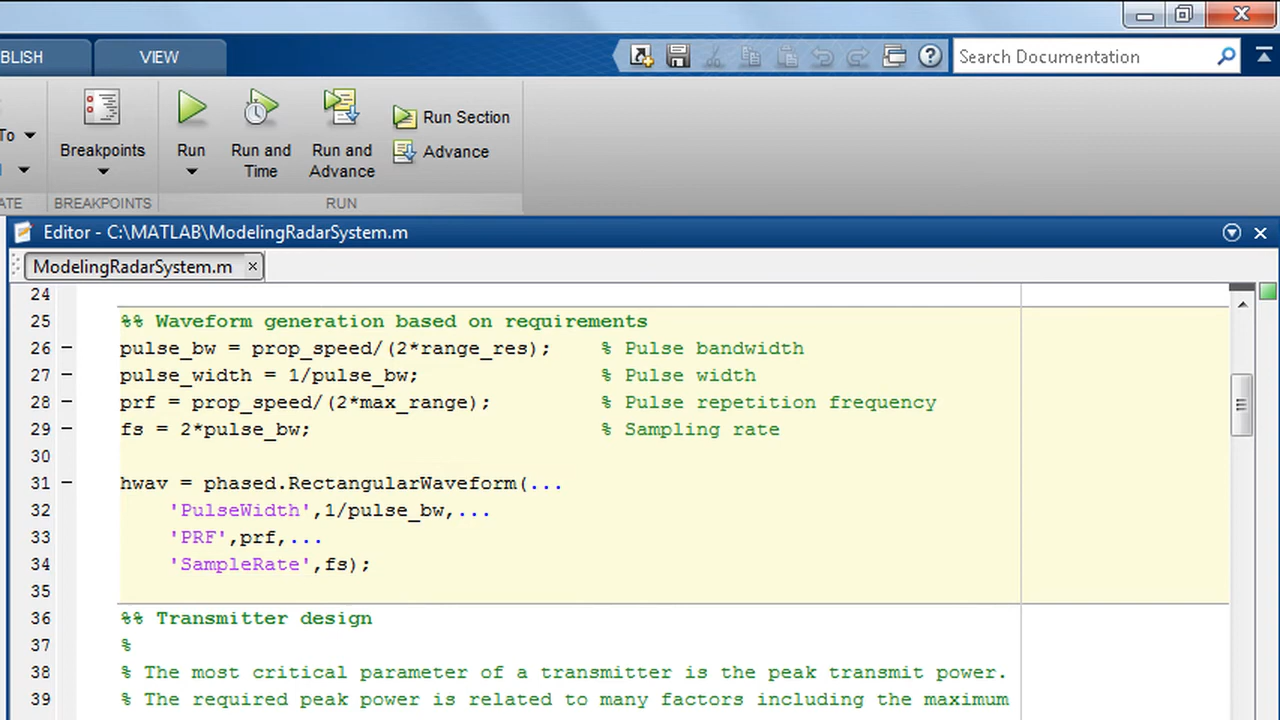 BLISH VIEW Search Documentation
To Breakpoints Run Run and Time Run and Advance Run Section
Advance
ATE BREAKPOINTS RUN
Editor - C:\MATLAB\ModelingRadarSystem.m
ModelingRadarSystem.m ×
24
25 %% Waveform generation based on requirements
26 – pulse_bw = prop_speed/(2*range_res); % Pulse bandwidth
27 – pulse_width = 1/pulse_bw; % Pulse width
28 – prf = prop_speed/(2*max_range); % Pulse repetition frequency
29 – fs = 2*pulse_bw; % Sampling rate
30
31 – hwav = phased.RectangularWaveform(...
32 'PulseWidth',1/pulse_bw,...
33 'PRF',prf,...
34 'SampleRate',fs);
35
36 %% Transmitter design
37 %
38 % The most critical parameter of a transmitter is the peak transmit power.
39 % The required peak power is related to many factors including the maximum